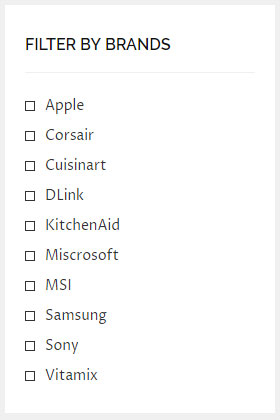 FILTER BY BRANDS
Apple
Corsair
Cuisinart
DLink
KitchenAid
Miscrosoft
MSI
Samsung
Sony
Vitamix